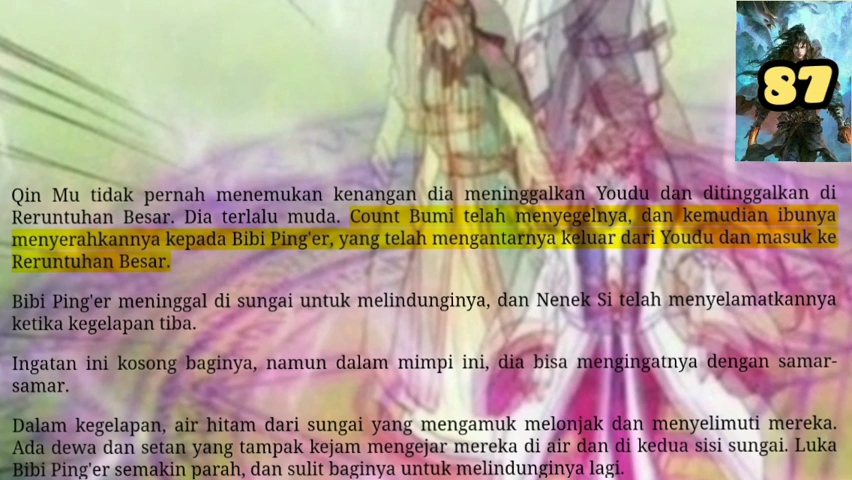 87
Qin Mu tidak pernah menemukan kenangan dia meninggalkan Youdu dan ditinggalkan di
Reruntuhan Besar. Dia terlalu muda. Count Bumi telah menyegelnya, dan kemudian ibunya
menyerahkannya kepada Bibi Ping'er, yang telah mengantarnya keluar dari Youdu dan masuk ke
Reruntuhan Besar.
Bibi Ping'er meninggal di sungai untuk melindunginya, dan Nenek Si telah menyelamatkannya
ketika kegelapan tiba.
Ingatan ini kosong baginya, namun dalam mimpi ini, dia bisa mengingatnya dengan samar-
samar.
Dalam kegelapan, air hitam dari sungai yang mengamuk melonjak dan menyelimuti mereka.
Ada dewa dan setan yang tampak kejam mengejar mereka di air dan di kedua sisi sungai. Luka
Bibi Ping'er semakin parah, dan sulit baginya untuk melindunginya lagi.